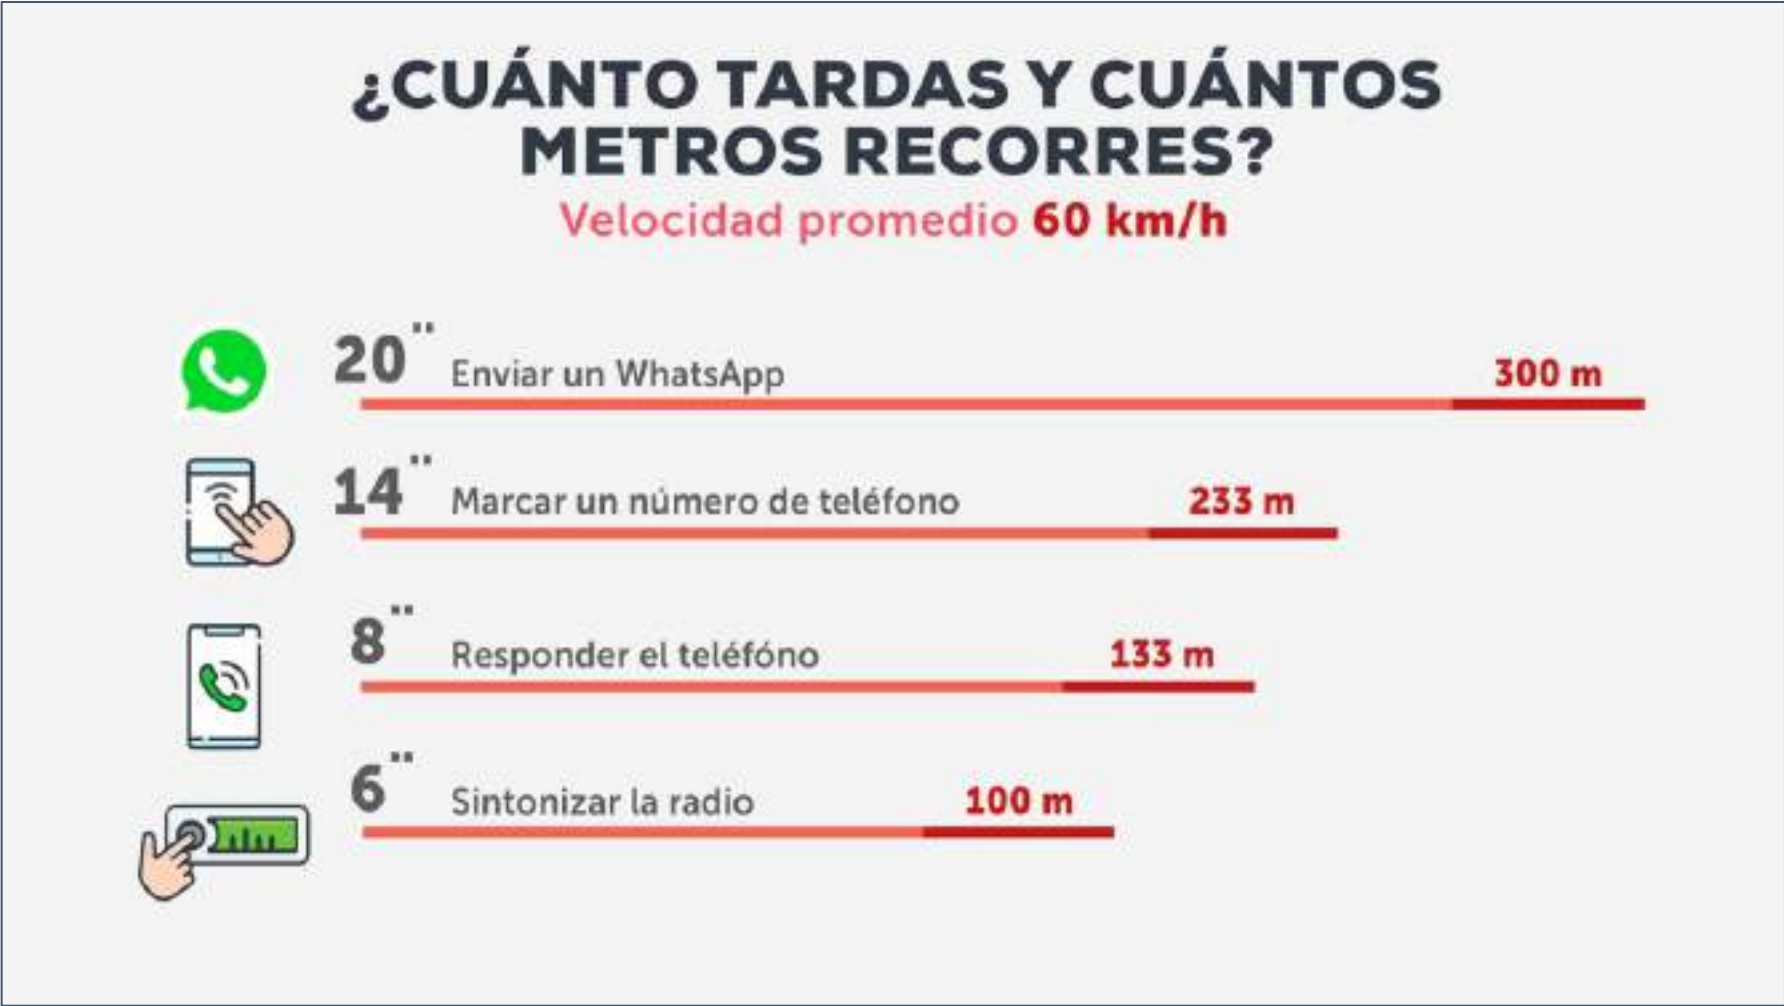 ¿CUÁNTO TARDAS Y CUÁNTOS
METROS RECORRES?
Velocidad promedio 60 km/h
20" Enviar un WhatsApp 300 m
14" Marcar un número de teléfono 233 m
8" Responder el teléfóno 133 m
6" Sintonizar la radio 100 m